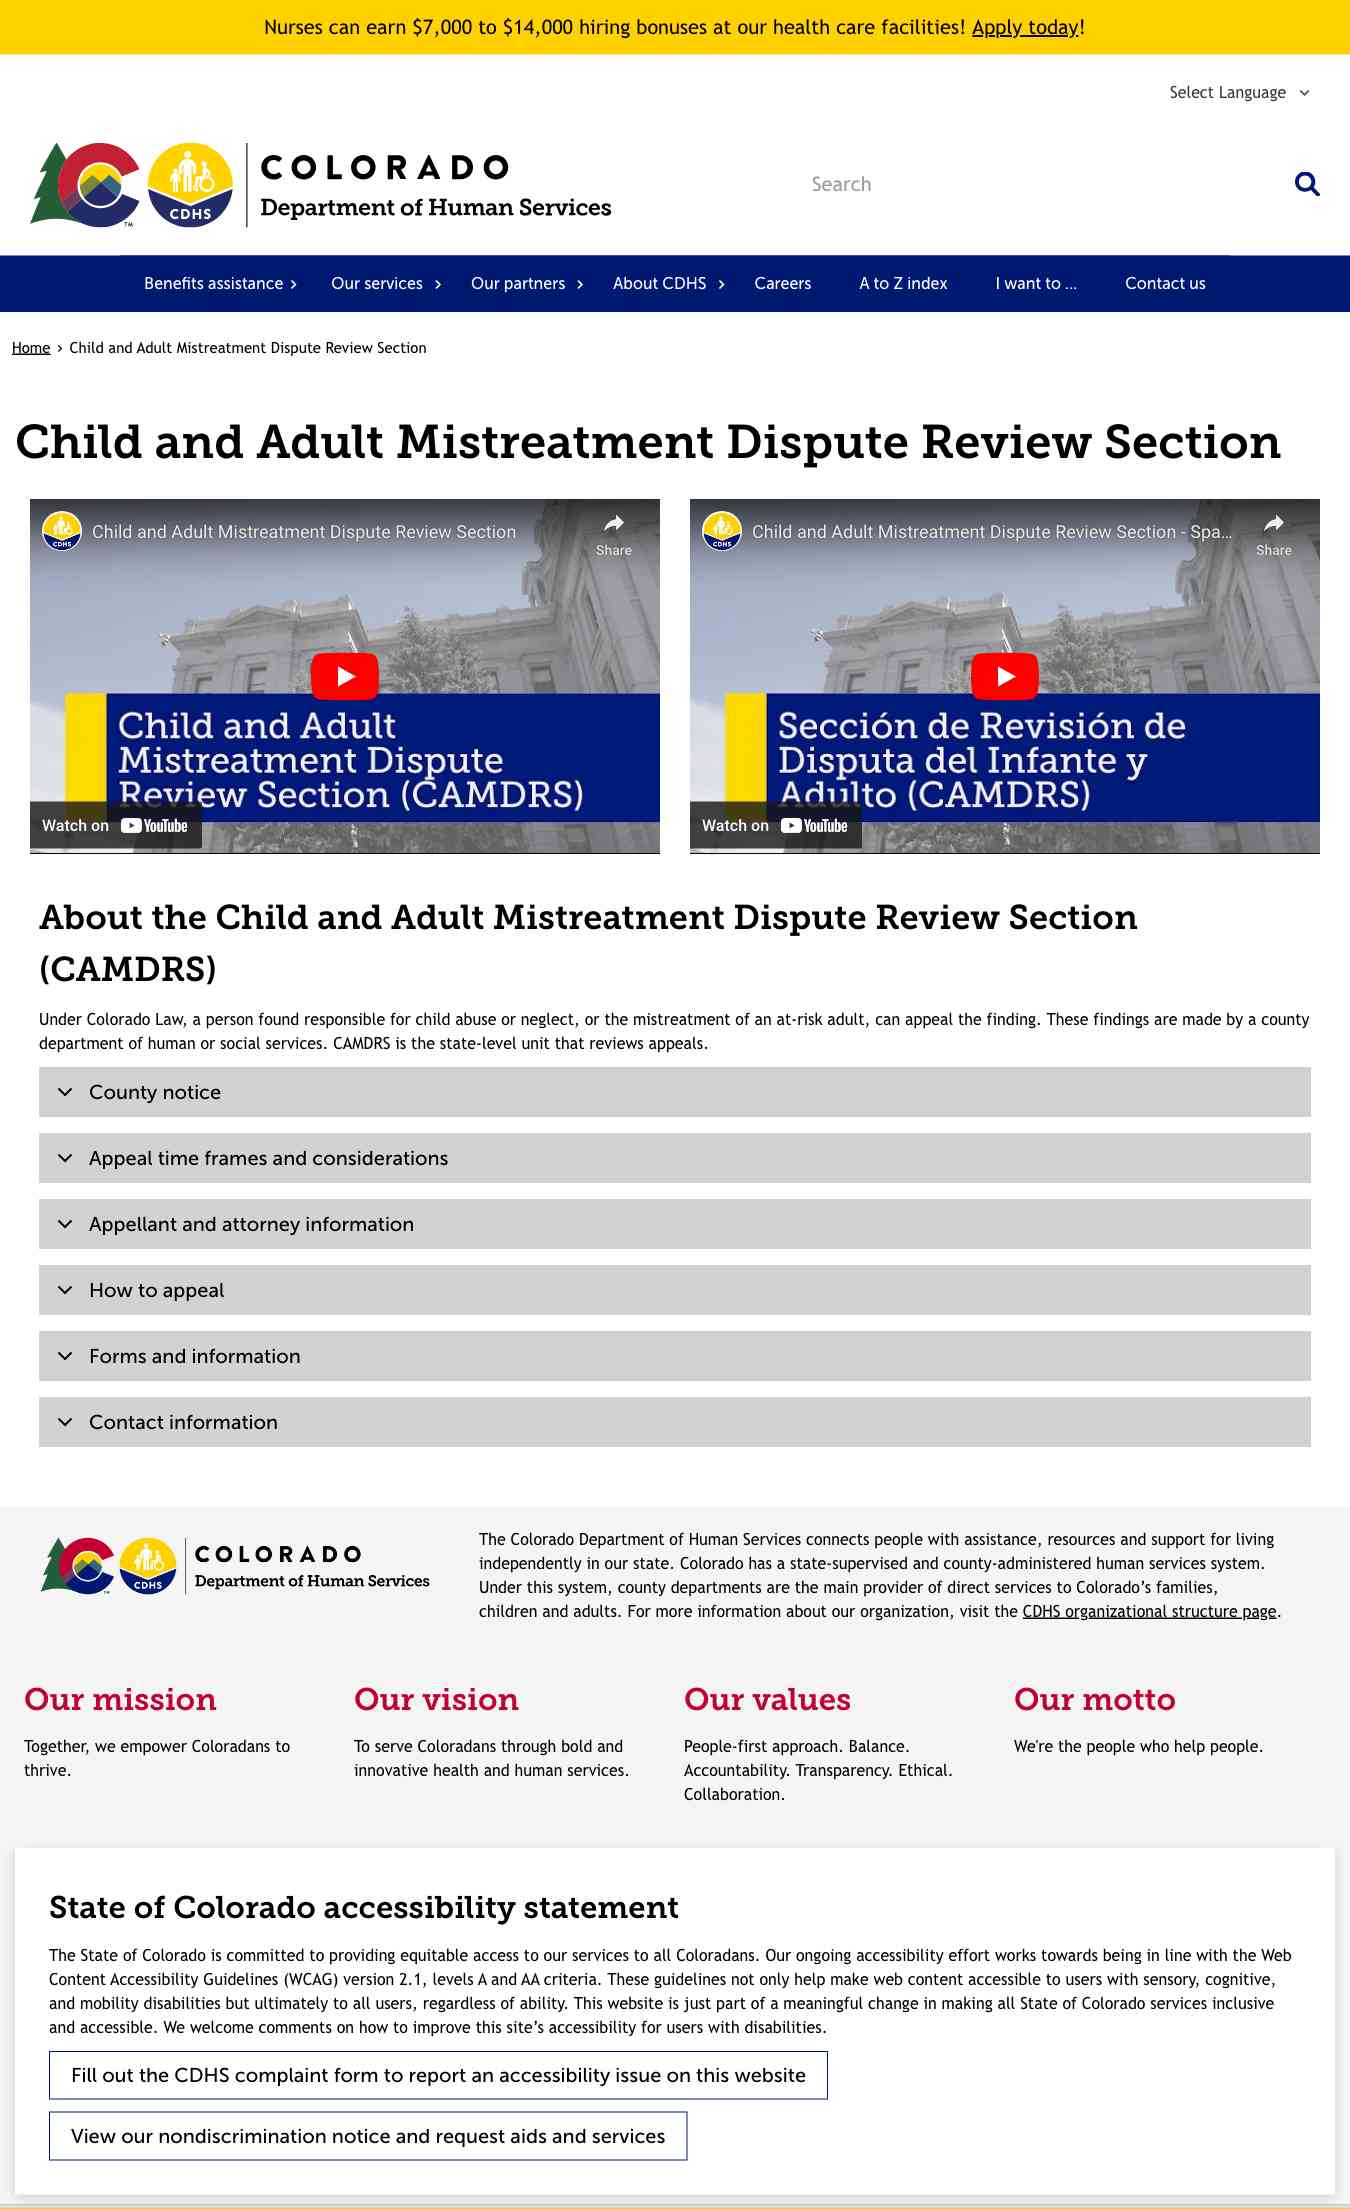 Nurses can earn $7,000 to $14,000 hiring bonuses at our health care facilities! Apply today!
Select Language
CDHS
TM
COLORADO
Department of Human Services
Search
Benefits assistance › Our services › Our partners › About CDHS › Careers A to Z index I want to ... Contact us
Home › Child and Adult Mistreatment Dispute Review Section
Child and Adult Mistreatment Dispute Review Section
CDHS
Child and Adult Mistreatment Dispute Review Section
Share
Child and Adult
Mistreatment Dispute
Review Section (CAMDRS)
Watch on YouTube
CDHS
Child and Adult Mistreatment Dispute Review Section - Spa...
Share
Sección de Revisión de
Disputa del Infante y
Adulto (CAMDRS)
Watch on YouTube
About the Child and Adult Mistreatment Dispute Review Section
(CAMDRS)
Under Colorado Law, a person found responsible for child abuse or neglect, or the mistreatment of an at-risk adult, can appeal the finding. These findings are made by a county
department of human or social services. CAMDRS is the state-level unit that reviews appeals.
County notice
Appeal time frames and considerations
Appellant and attorney information
How to appeal
Forms and information
Contact information
CDHS
TM
COLORADO
Department of Human Services
The Colorado Department of Human Services connects people with assistance, resources and support for living
independently in our state. Colorado has a state-supervised and county-administered human services system.
Under this system, county departments are the main provider of direct services to Colorado's families,
children and adults. For more information about our organization, visit the CDHS organizational structure page.
Our mission
Together, we empower Coloradans to
thrive.
Our vision
To serve Coloradans through bold and
innovative health and human services.
Our values
People-first approach. Balance.
Accountability. Transparency. Ethical.
Collaboration.
Our motto
We're the people who help people.
State of Colorado accessibility statement
The State of Colorado is committed to providing equitable access to our services to all Coloradans. Our ongoing accessibility effort works towards being in line with the Web
Content Accessibility Guidelines (WCAG) version 2.1, levels A and AA criteria. These guidelines not only help make web content accessible to users with sensory, cognitive,
and mobility disabilities but ultimately to all users, regardless of ability. This website is just part of a meaningful change in making all State of Colorado services inclusive
and accessible. We welcome comments on how to improve this site's accessibility for users with disabilities.
Fill out the CDHS complaint form to report an accessibility issue on this website
View our nondiscrimination notice and request aids and services